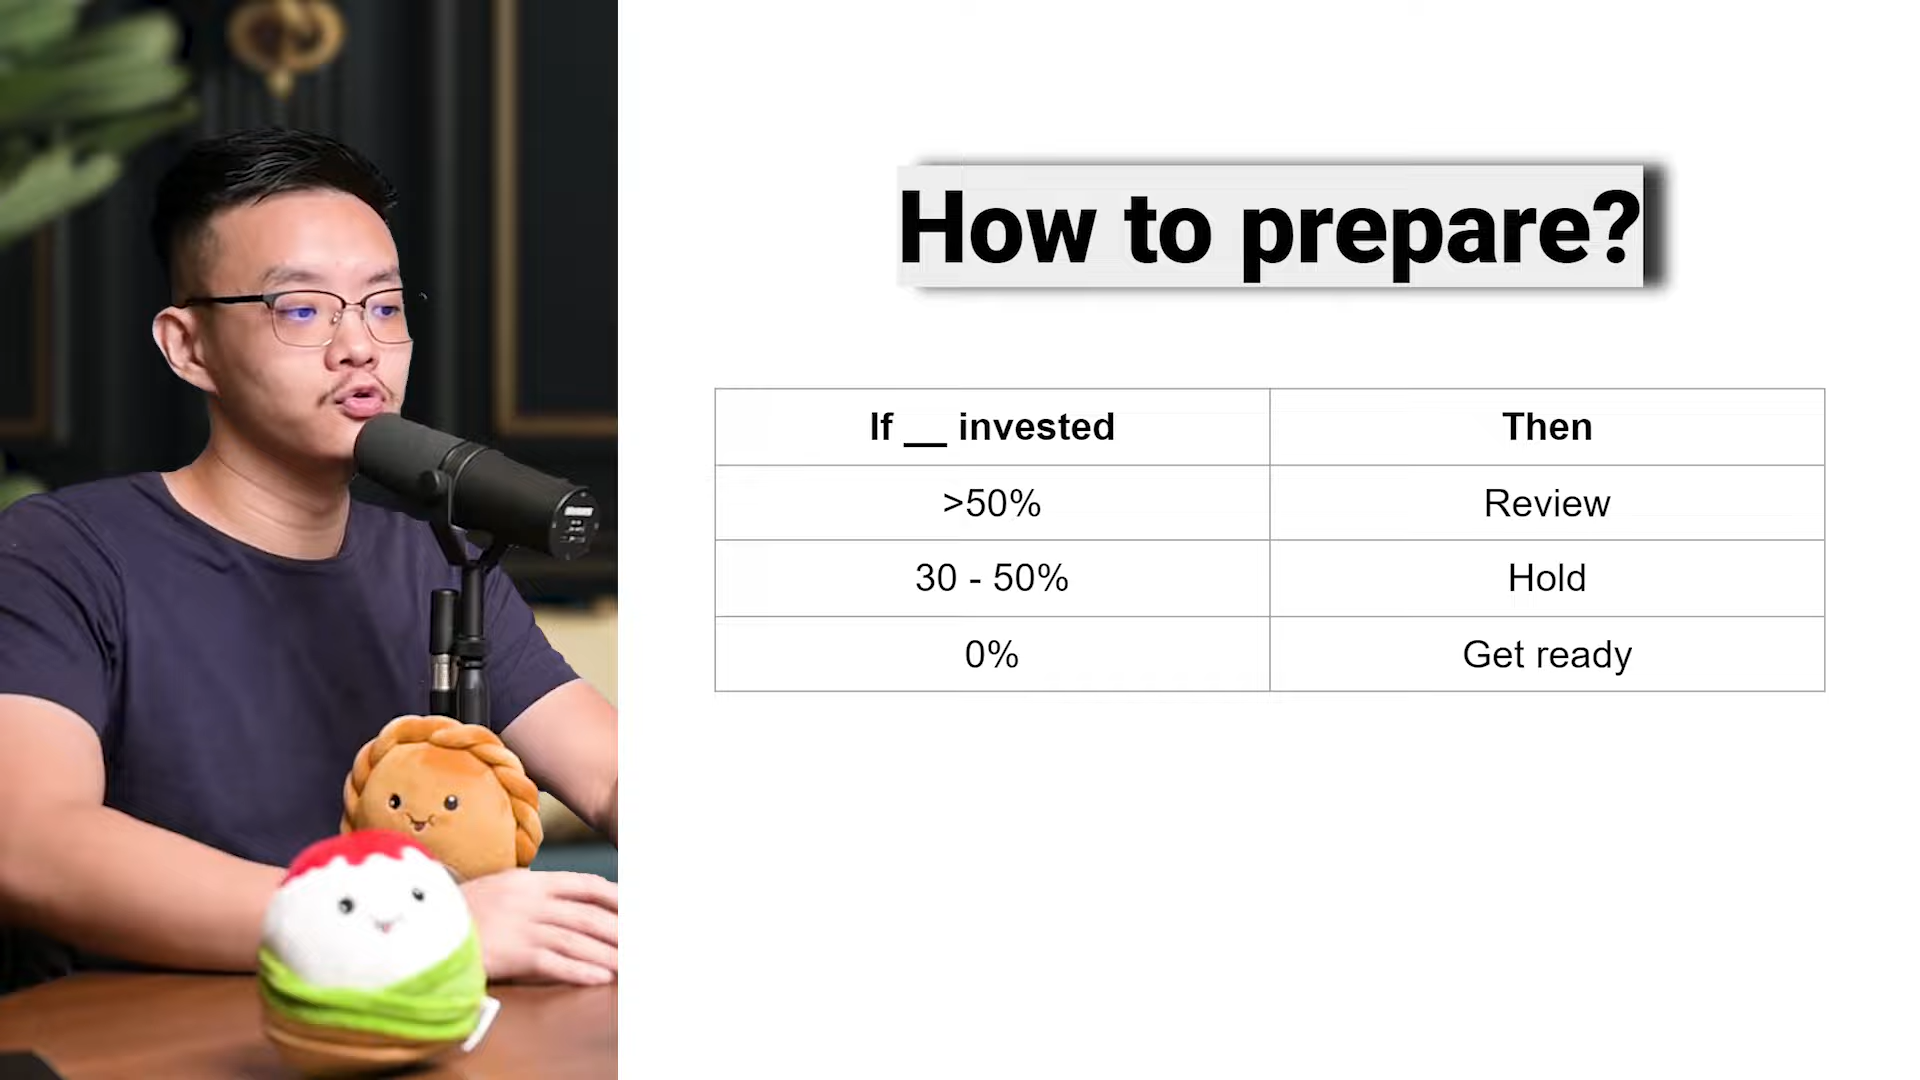 How to prepare?
If __ invested Then
>50% Review
30 - 50% Hold
0% Get ready